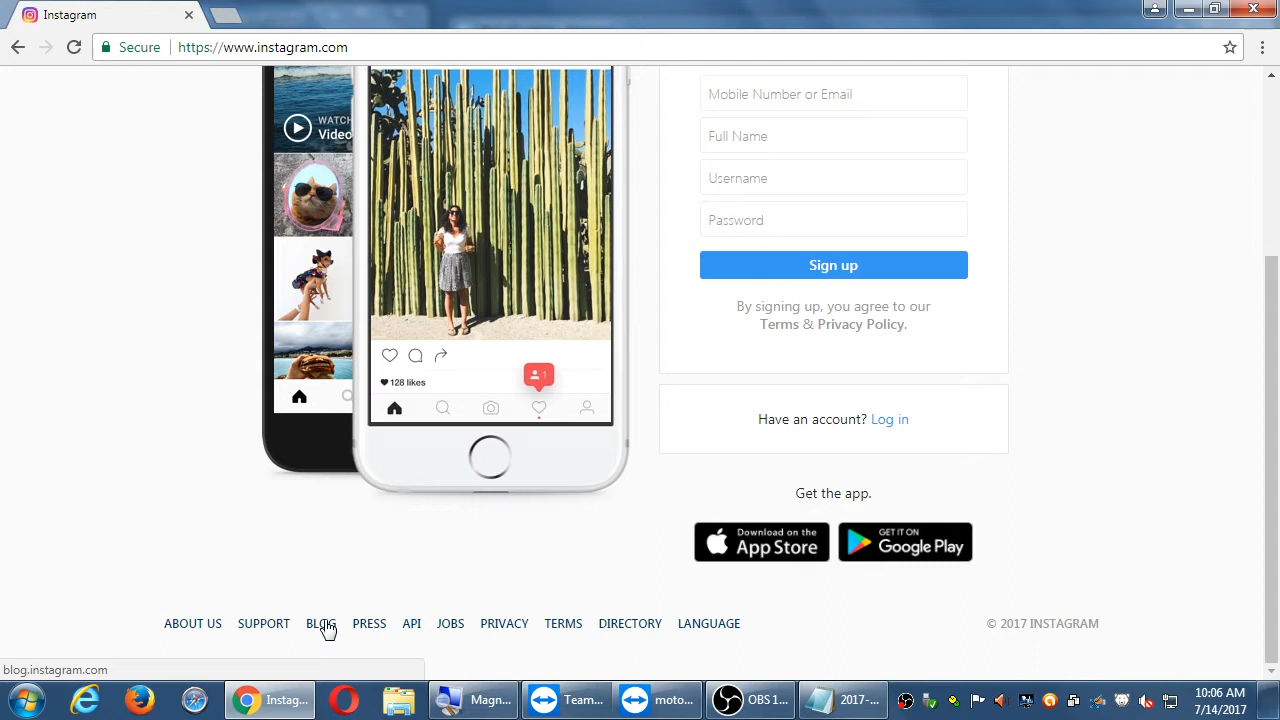 Instagram
Secure
https://www.instagram.com
WATCH
Video
128 likes
1
Mobile Number or Email
Full Name
Username
Password
Sign up
By signing up, you agree to our
Terms & Privacy Policy.
Have an account? Log in
Get the app.
Download on the
App Store
GET IT ON
Google Play
ABOUT US SUPPORT BLOG PRESS API JOBS PRIVACY TERMS DIRECTORY LANGUAGE
© 2017 INSTAGRAM
blog.instagram.com
Instag... Magn... Team... moto... OBS 1... 2017-...
10:06 AM
7/14/2017